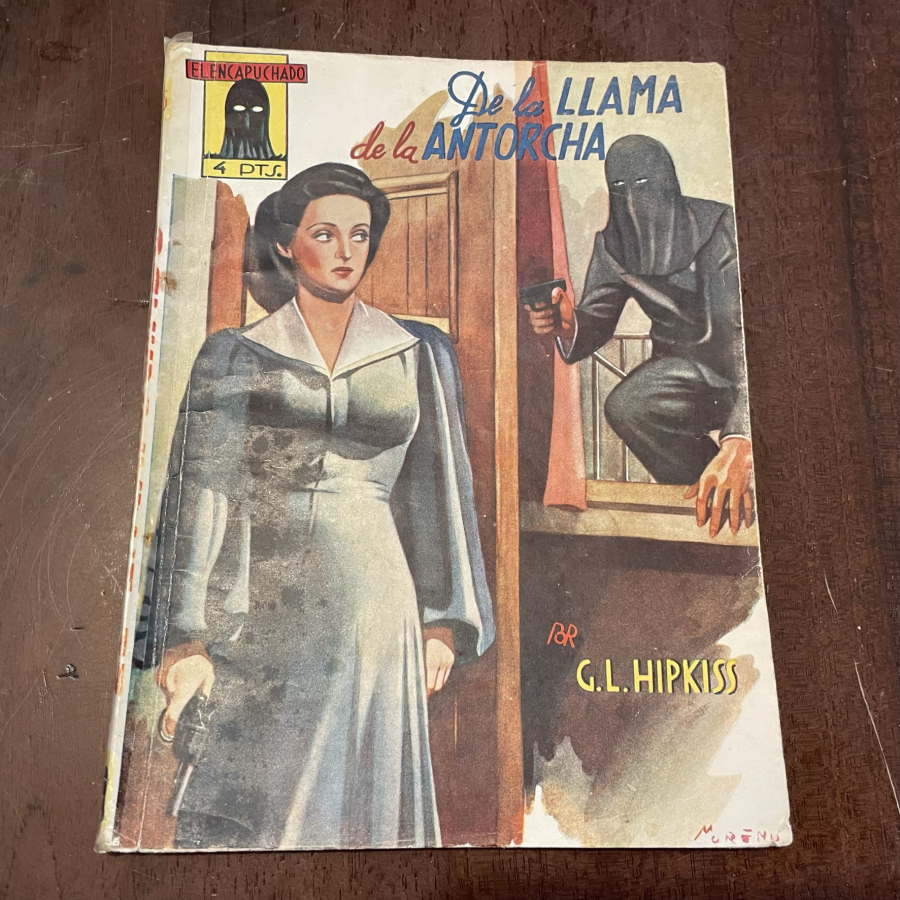 EL ENCAPUCHADO
4 PTS.
De la LLAMA
de la ANTORCHA
POR
G.L. HIPKISS
MORENO